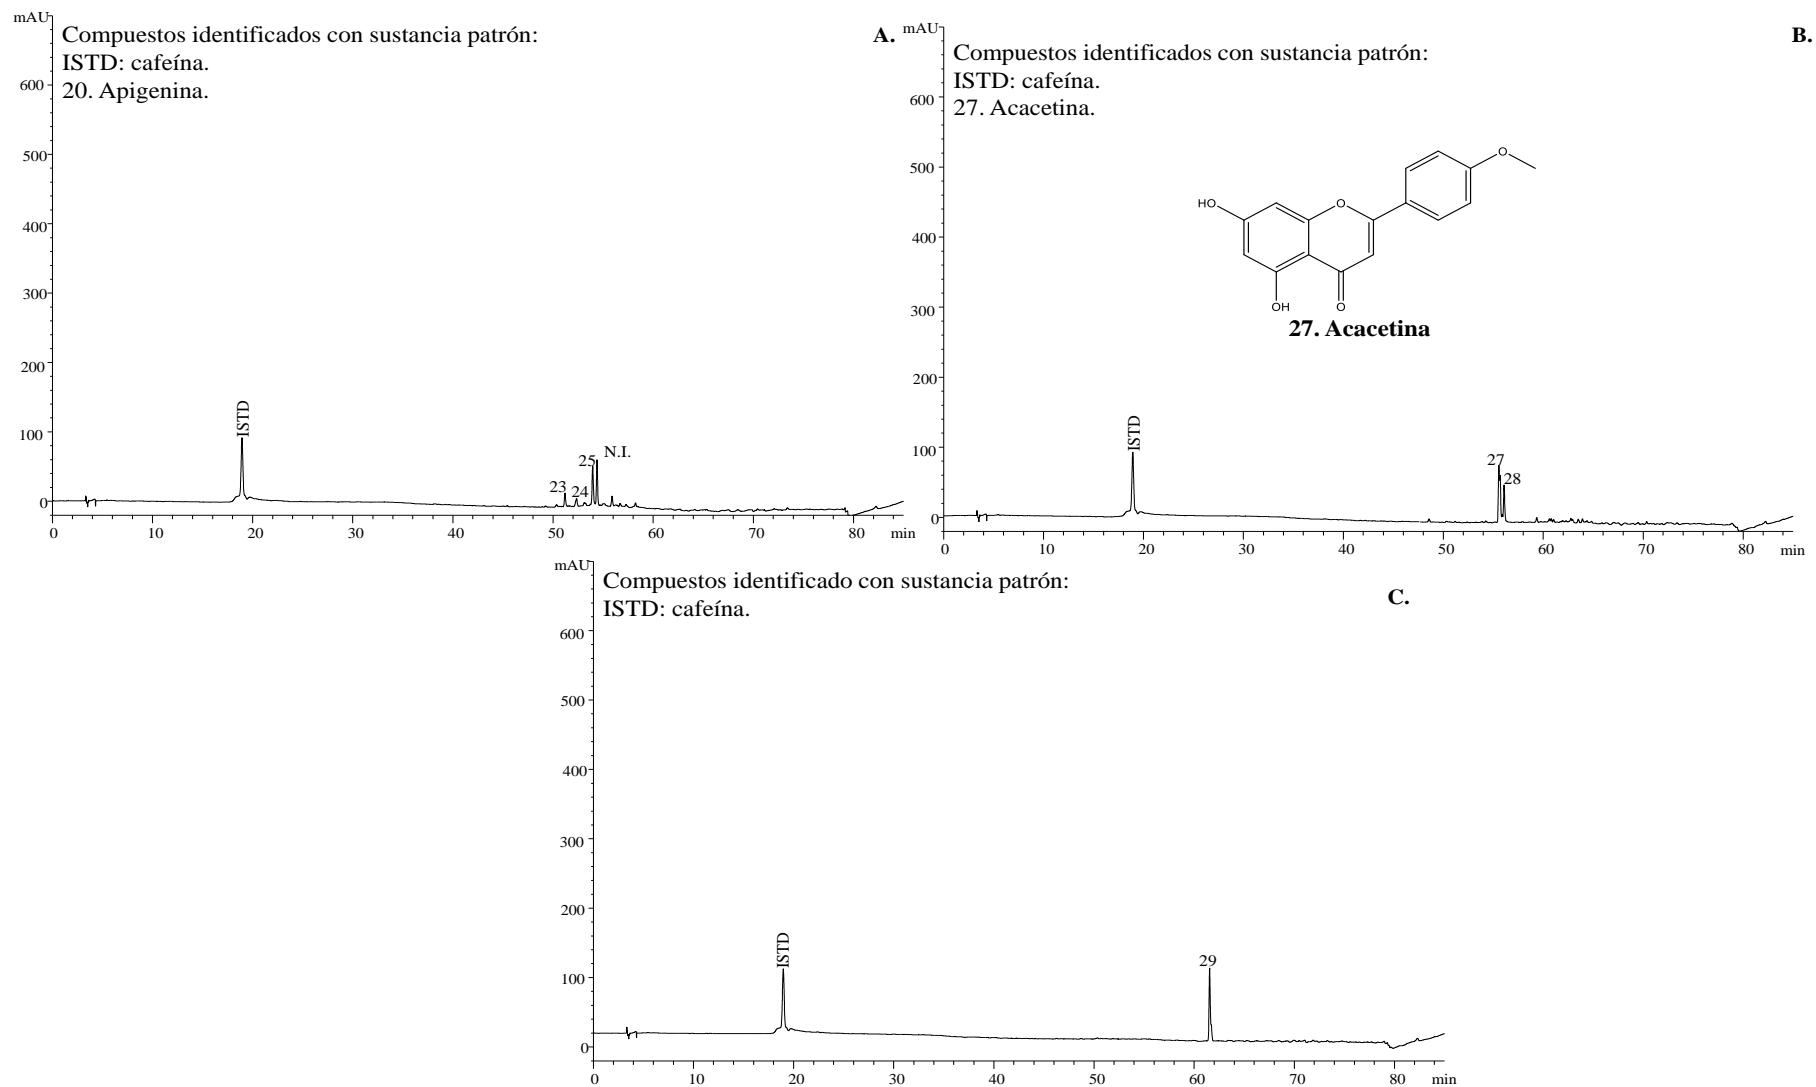 mAU
Compuestos identificados con sustancia patrón:
ISTD: cafeína.
20. Apigenina.
A.
600
500
400
300
200
100
0
ISTD
23
24
25
N.I.
0 10 20 30 40 50 60 70 80 min
mAU
Compuestos identificados con sustancia patrón:
ISTD: cafeína.
27. Acacetina.
B.
600
500
400
300
200
100
0
HO
O
O
OH
O
27. Acacetina
ISTD
27
28
0 10 20 30 40 50 60 70 80 min
mAU
Compuestos identificado con sustancia patrón:
ISTD: cafeína.
C.
600
500
400
300
200
100
0
ISTD
29
0 10 20 30 40 50 60 70 80 min